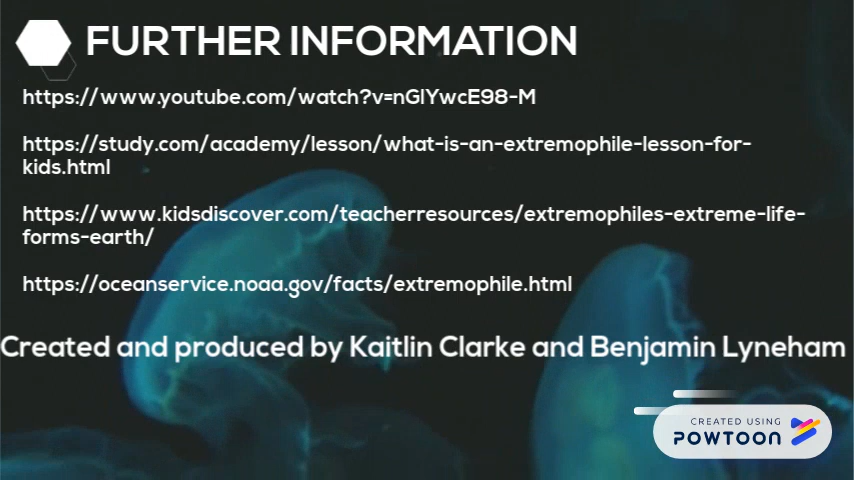 FURTHER INFORMATION
https://www.youtube.com/watch?v=nGlYwcE98-M
https://study.com/academy/lesson/what-is-an-extremophile-lesson-for-
kids.html
https://www.kidsdiscover.com/teacherresources/extremophiles-extreme-life-
forms-earth/
https://oceanservice.noaa.gov/facts/extremophile.html
Created and produced by Kaitlin Clarke and Benjamin Lyneham
CREATED USING
POWTOON